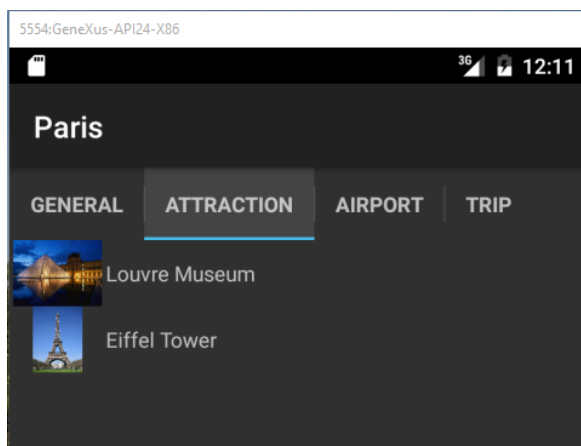 5554:GeneXus-API24-X86
3G 12:11
Paris
GENERAL ATTRACTION AIRPORT TRIP
Louvre Museum
Eiffel Tower